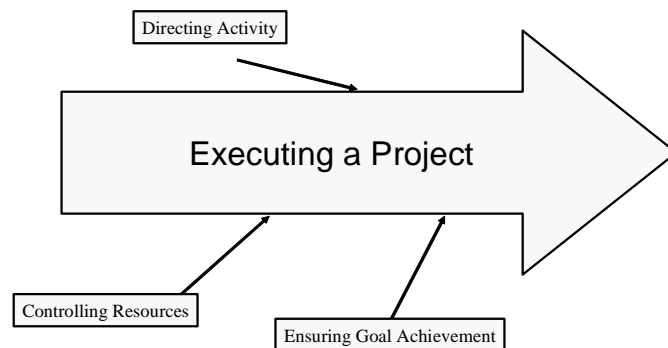 Directing Activity
Executing a Project
Controlling Resources
Ensuring Goal Achievement